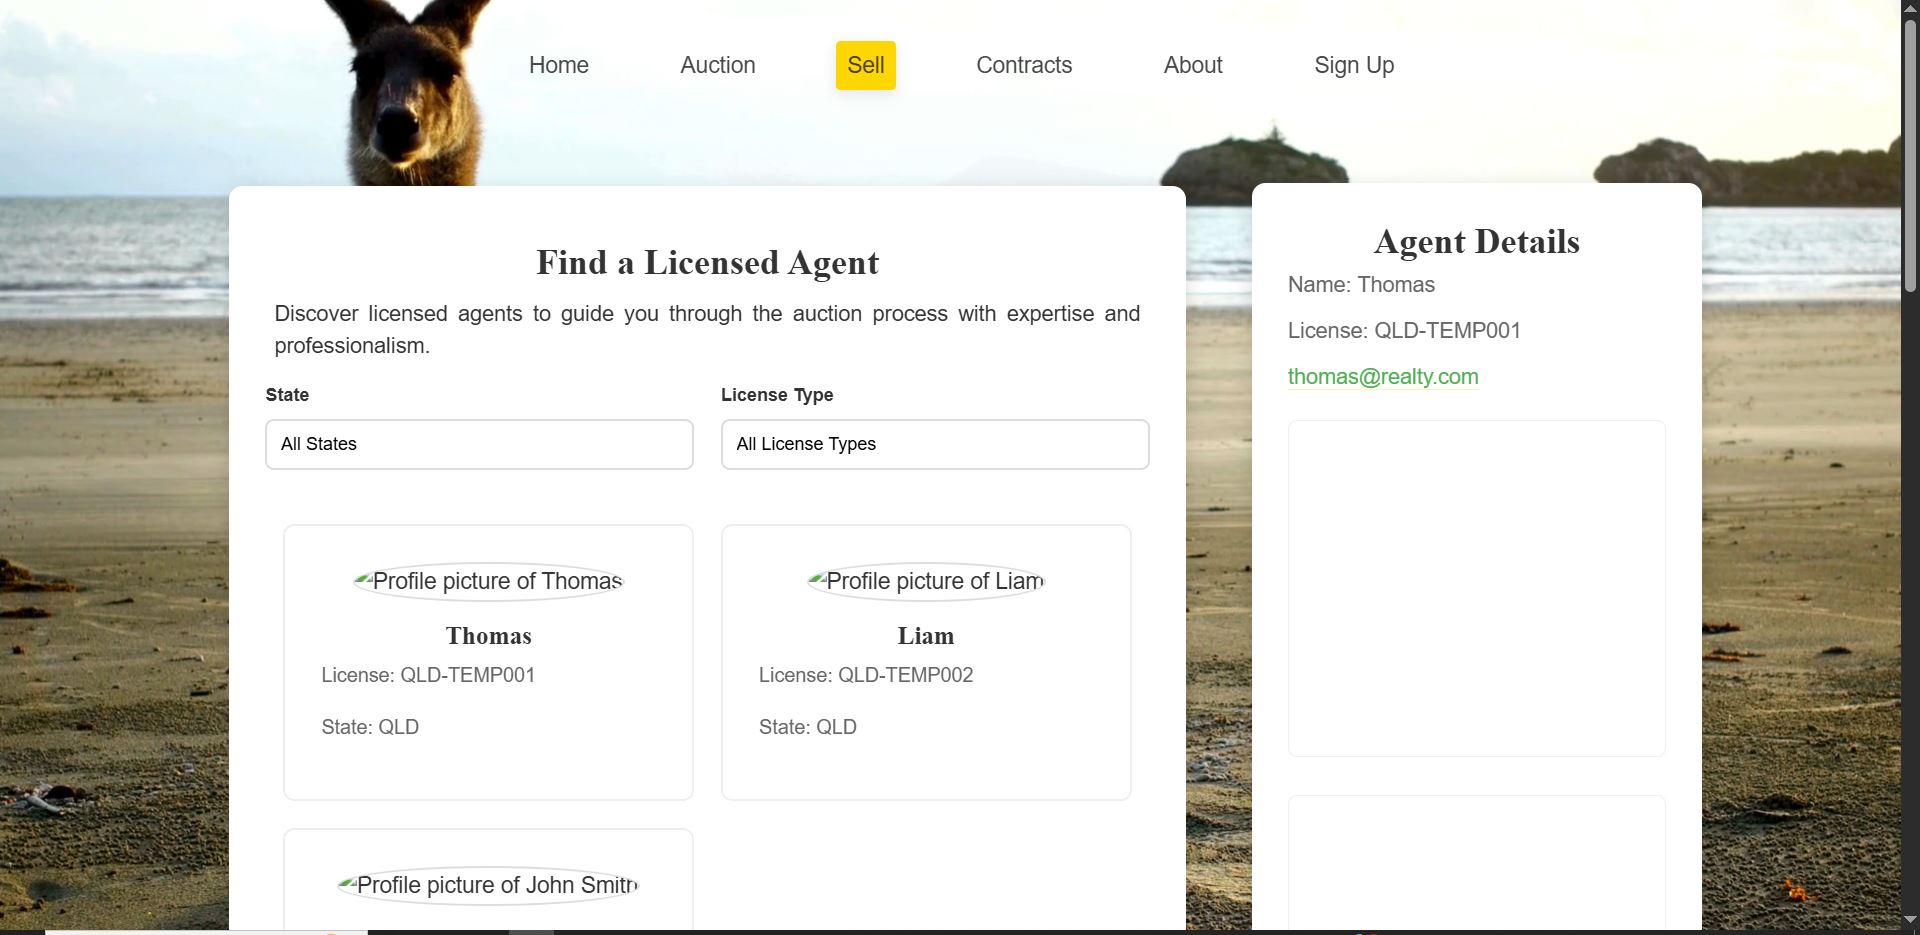 Home
Auction
Sell
Contracts
About
Sign Up
Find a Licensed Agent
Discover licensed agents to guide you through the auction process with expertise and
professionalism.
State
License Type
All States
All License Types
Profile picture of Thomas
Thomas
License: QLD-TEMP001
State: QLD
Profile picture of Liam
Liam
License: QLD-TEMP002
State: QLD
Profile picture of John Smith
Agent Details
Name: Thomas
License: QLD-TEMP001
thomas@realty.com